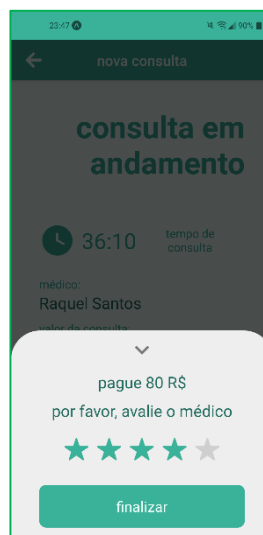 23:47 90%
nova consulta
consulta em
andamento
36:10 tempo de
consulta
médico:
Raquel Santos
valor da consulta:
pague 80 R$
por favor, avalie o médico
finalizar